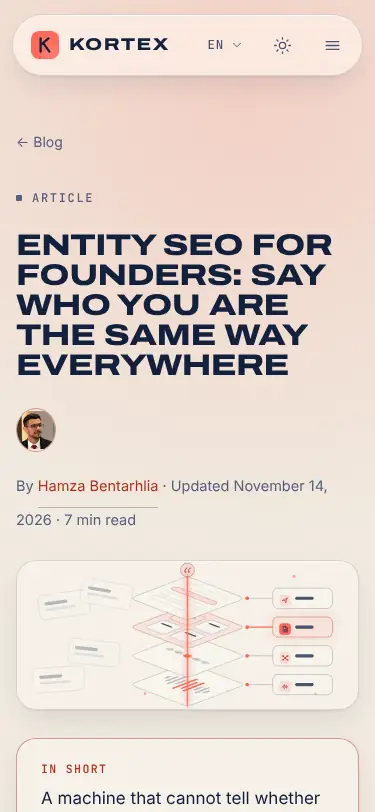 KORTEX
EN
← Blog
ARTICLE
ENTITY SEO FOR
FOUNDERS: SAY
WHO YOU ARE
THE SAME WAY
EVERYWHERE
By Hamza Bentarhlia · Updated November 14,
2026 · 7 min read
IN SHORT
A machine that cannot tell whether